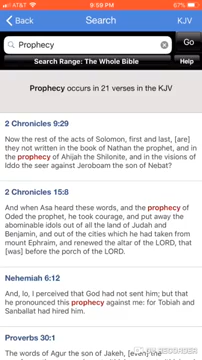 9:59 PM
67%
Back
Search
KJV
Prophecy
Go
Search Range: The Whole Bible
Help
Prophecy occurs in 21 verses in the KJV
2 Chronicles 9:29
Now the rest of the acts of Solomon, first and last, [are]
they not written in the book of Nathan the prophet, and in
the prophecy of Ahijah the Shilonite, and in the visions of
Iddo the seer against Jeroboam the son of Nebat?
2 Chronicles 15:8
And when Asa heard these words, and the prophecy of
Oded the prophet, he took courage, and put away the
abominable idols out of all the land of Judah and
Benjamin, and out of the cities which he had taken from
mount Ephraim, and renewed the altar of the LORD, that
[was] before the porch of the LORD.
Nehemiah 6:12
And, lo, I perceived that God had not sent him; but that
he pronounced this prophecy against me: for Tobiah and
Sanballat had hired him.
Proverbs 30:1
The words of Agur the son of Jakeh, [even] the